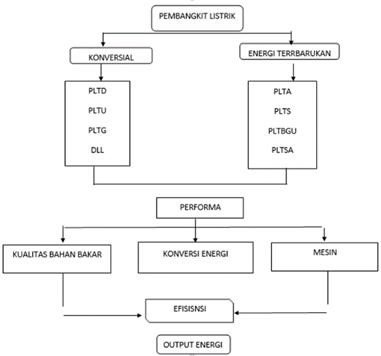 PEMBANGKIT LISTRIK
KONVERSIAL
ENERGI TERRBARUKAN
PLTD
PLTU
PLTG
DLL
PLTA
PLTS
PLTBGU
PLTSA
PERFORMA
KUALITAS BAHAN BAKAR
KONVERSI ENERGI
MESIN
EFISISNSI
OUTPUT ENERGI